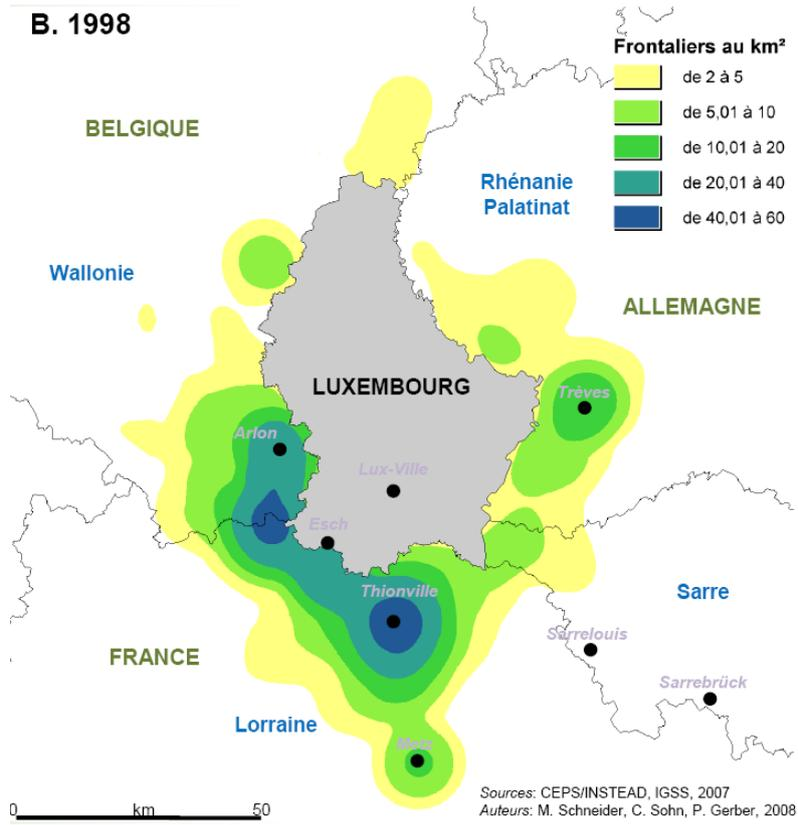 B. 1998
Frontaliers au km²
de 2 à 5
de 5,01 à 10
de 10,01 à 20
de 20,01 à 40
de 40,01 à 60
BELGIQUE
Rhénanie
Palatinat
Wallonie
ALLEMAGNE
LUXEMBOURG
Trèves
Arlon
Lux-Ville
Esch
Thionville
Sarre
Sarrelouis
FRANCE
Sarrebrück
Lorraine
Metz
0 km 50
Sources: CEPS/INSTEAD, IGSS, 2007
Auteurs: M. Schneider, C. Sohn, P. Gerber, 2008